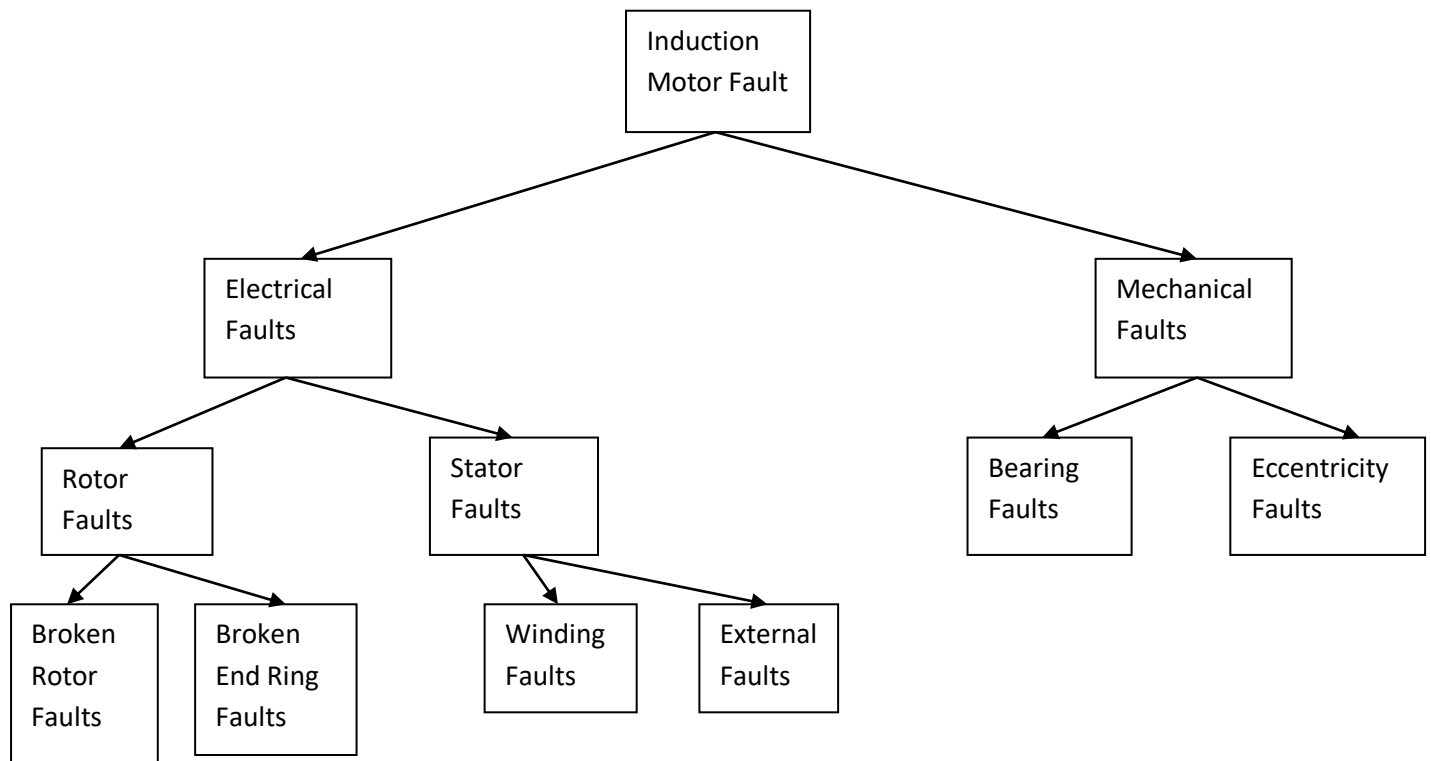 Induction
Motor Fault
Electrical
Faults
Mechanical
Faults
Rotor
Faults
Stator
Faults
Bearing
Faults
Eccentricity
Faults
Broken
Rotor
Faults
Broken
End Ring
Faults
Winding
Faults
External
Faults